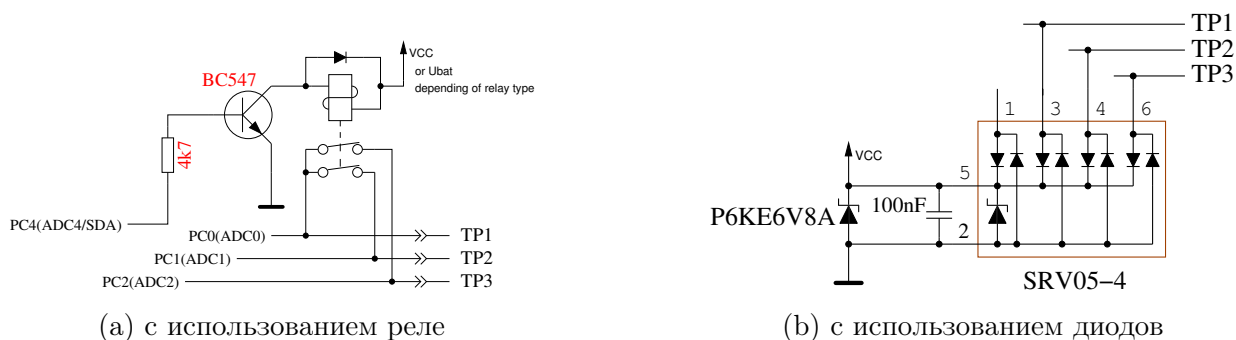 BC547
VCC
or Ubat
depending of relay type
4k7
PC4(ADC4/SDA)
PC0(ADC0)
TP1
PC1(ADC1)
TP2
PC2(ADC2)
TP3
(a) с использованием реле
TP1
TP2
TP3
1 3 4 6
VCC
5
P6KE6V8A
100nF
2
SRV05−4
(b) с использованием диодов